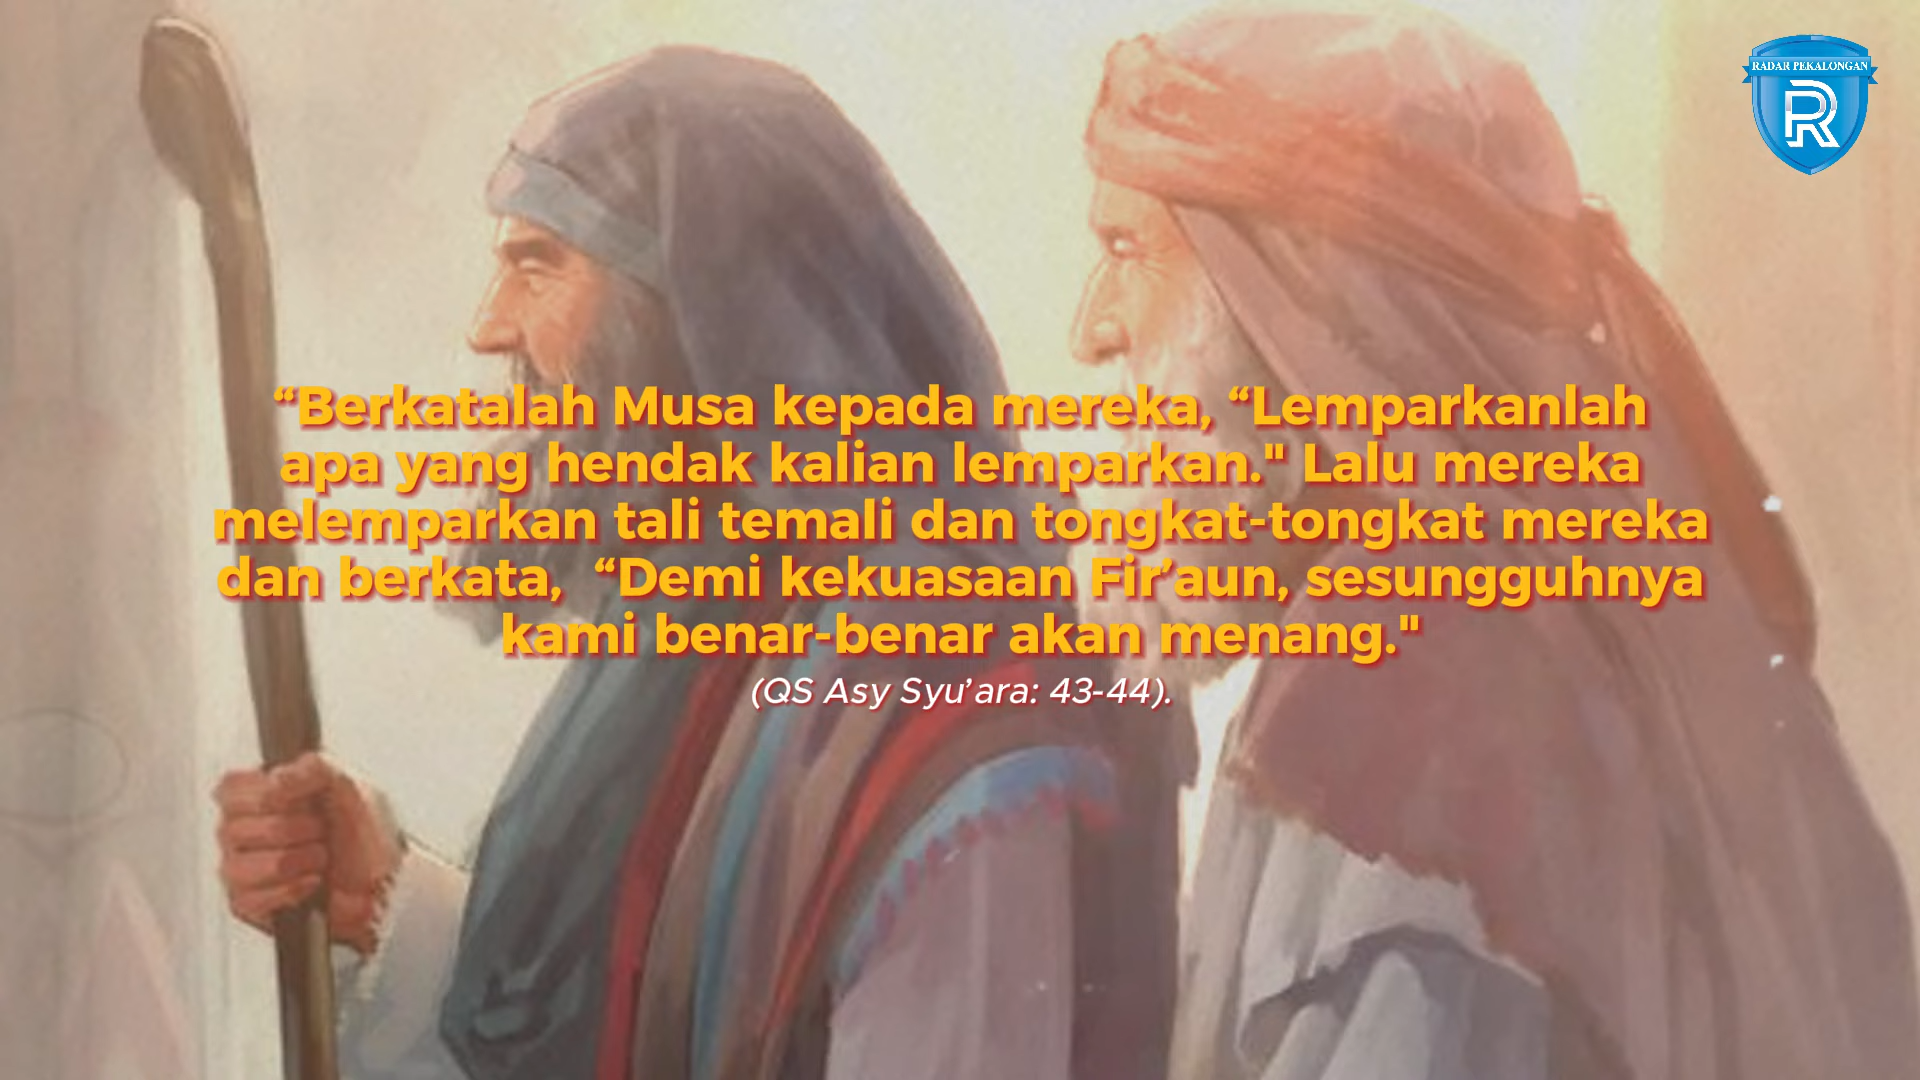 RADAR PEKALONGAN
R
“Berkatalah Musa kepada mereka, “Lemparkanlah
apa yang hendak kalian lemparkan." Lalu mereka
melemparkan tali temali dan tongkat-tongkat mereka
dan berkata,  “Demi kekuasaan Fir’aun, sesungguhnya
kami benar-benar akan menang."
(QS Asy Syu’ara: 43-44).